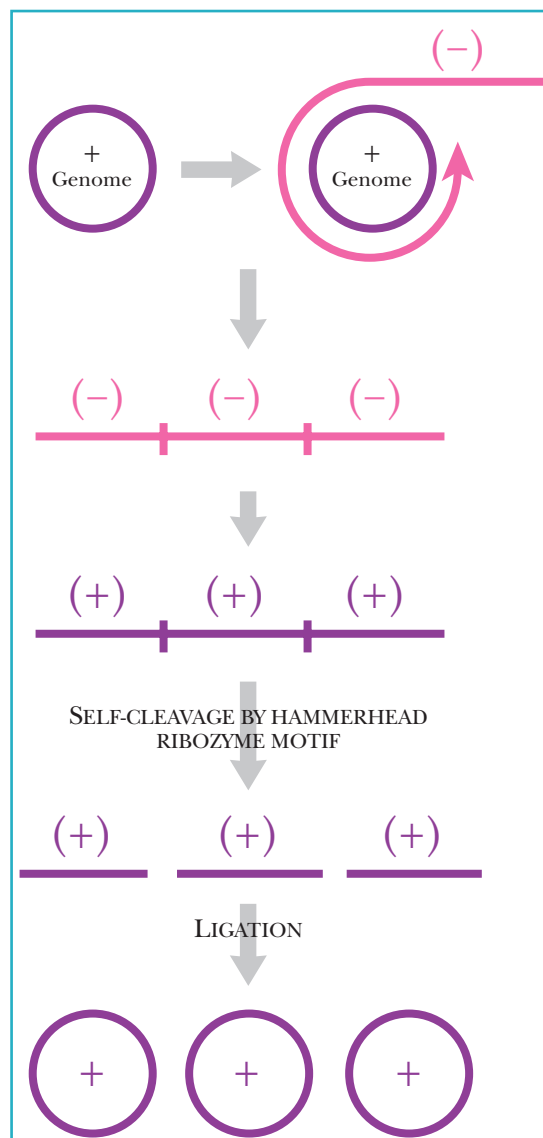 (−)
+
Genome
+
Genome
(−) (−) (−)
(+) (+) (+)
SELF-CLEAVAGE BY HAMMERHEAD
RIBOZYME MOTIF
(+) (+) (+)
LIGATION
+ + +